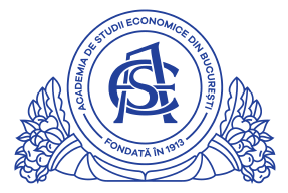 ACADEMIA DE STUDII ECONOMICE DIN BUCUREȘTI
ASE
FONDATĂ ÎN 1913